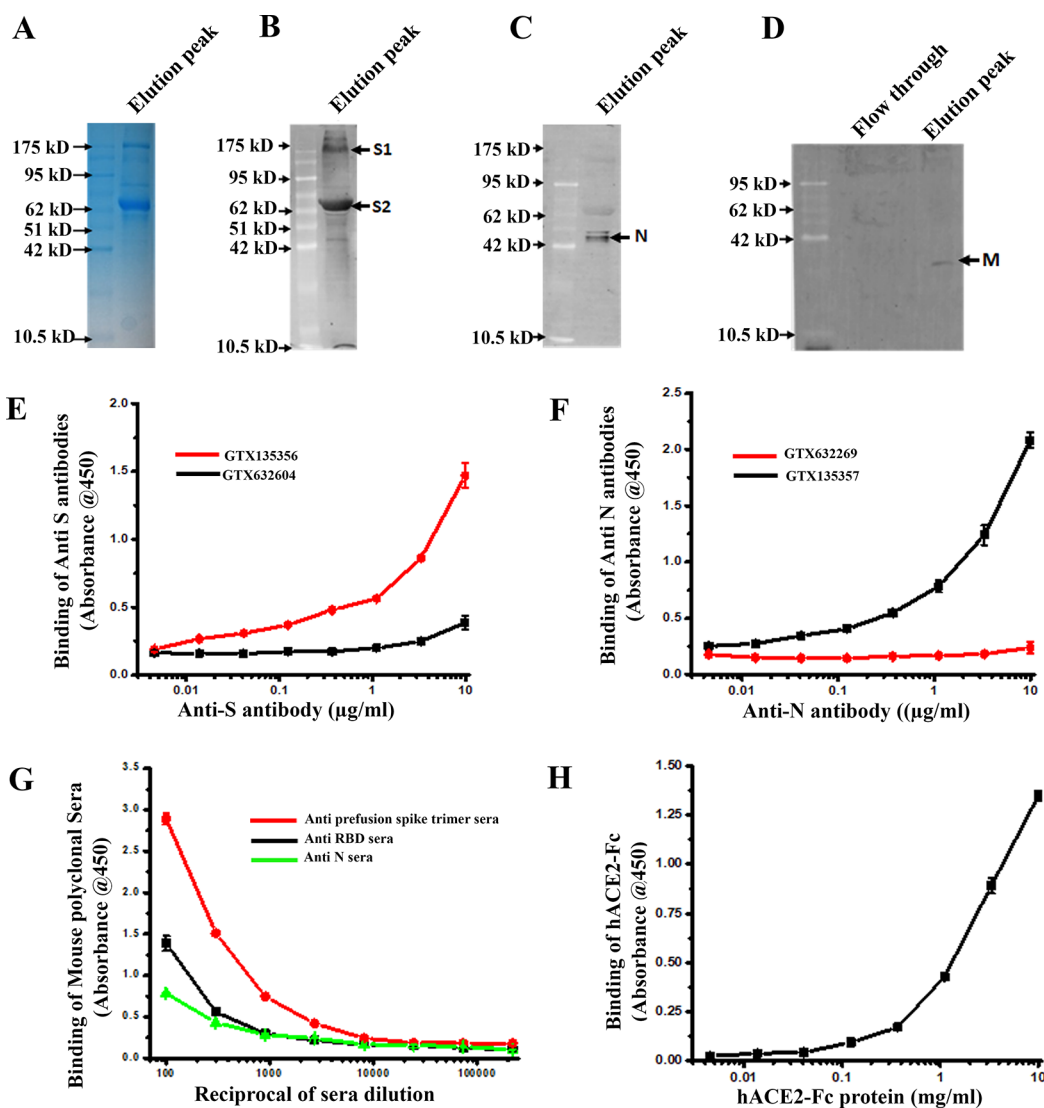 A
Elution peak
175 kD
95 kD
62 kD
51 kD
42 kD
10.5 kD
B
Elution peak
175 kD
95 kD
62 kD
51 kD
42 kD
10.5 kD
S1
S2
C
Elution peak
175 kD
95 kD
62 kD
42 kD
10.5 kD
N
D
Flow through
Elution peak
95 kD
62 kD
42 kD
10.5 kD
M
E
Binding of Anti S antibodies
(Absorbance @450)
2.0
1.5
1.0
0.5
0.0
GTX135356
GTX632604
0.01
0.1
1
10
Anti-S antibody (µg/ml)
F
Binding of Anti N antibodies
(Absorbance @450)
2.5
2.0
1.5
1.0
0.5
0.0
GTX632269
GTX135357
0.01
0.1
1
10
Anti-N antibody ((µg/ml)
G
Binding of Mouse polyclonal Sera
(Absorbance @450)
3.5
3.0
2.5
2.0
1.5
1.0
0.5
0.0
Anti prefusion spike trimer sera
Anti RBD sera
Anti N sera
100
1000
10000
100000
Reciprocal of sera dilution
H
Binding of hACE2-Fc
(Absorbance @450)
1.50
1.25
1.00
0.75
0.50
0.25
0.00
0.01
0.1
1
10
hACE2-Fc protein (mg/ml)